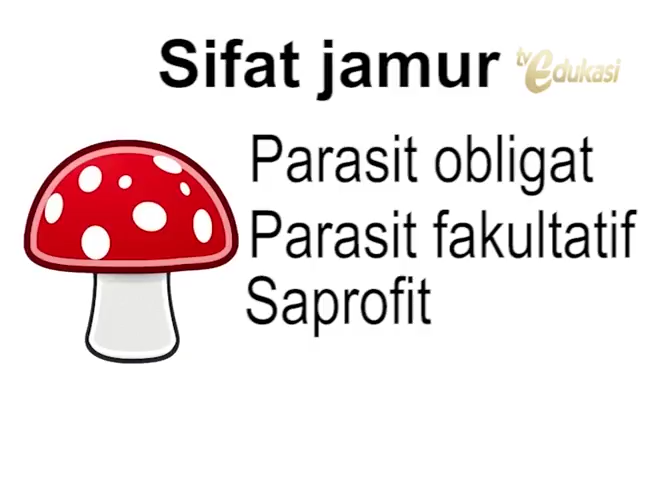 Sifat jamur
tv edukasi
Parasit obligat
Parasit fakultatif
Saprofit